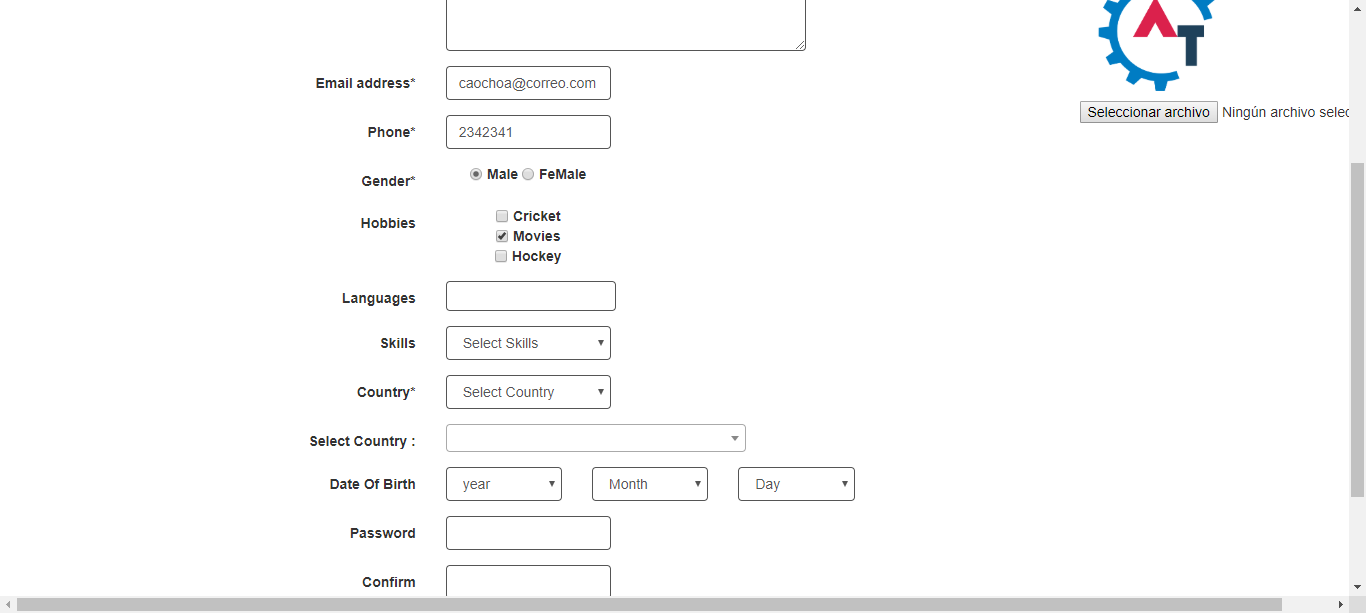 AT
Email address* caochoa@correo.com
Seleccionar archivo Ningún archivo selec
Phone* 2342341
Gender* Male FeMale
Hobbies Cricket
Movies
Hockey
Languages
Skills Select Skills
Country* Select Country
Select Country :
Date Of Birth year Month Day
Password
Confirm